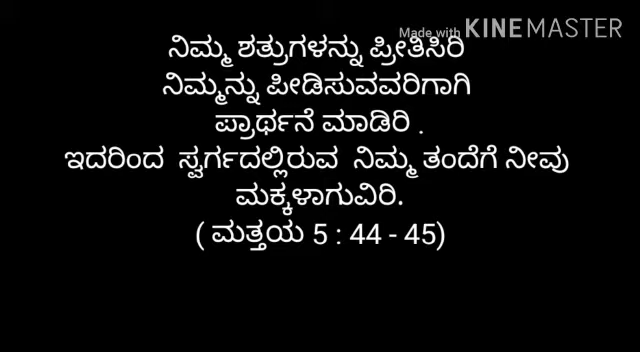 Made with KINEMASTER
ನಿಮ್ಮ ಶತ್ರುಗಳನ್ನು ಪ್ರೀತಿಸಿರಿ
ನಿಮ್ಮನ್ನು ಪೀಡಿಸುವವರಿಗಾಗಿ
ಪ್ರಾರ್ಥನೆ ಮಾಡಿರಿ .
ಇದರಿಂದ ಸ್ವರ್ಗದಲ್ಲಿರುವ ನಿಮ್ಮ ತಂದೆಗೆ ನೀವು
ಮಕ್ಕಳಾಗುವಿರಿ.
( ಮತ್ತಯ 5 : 44 - 45)